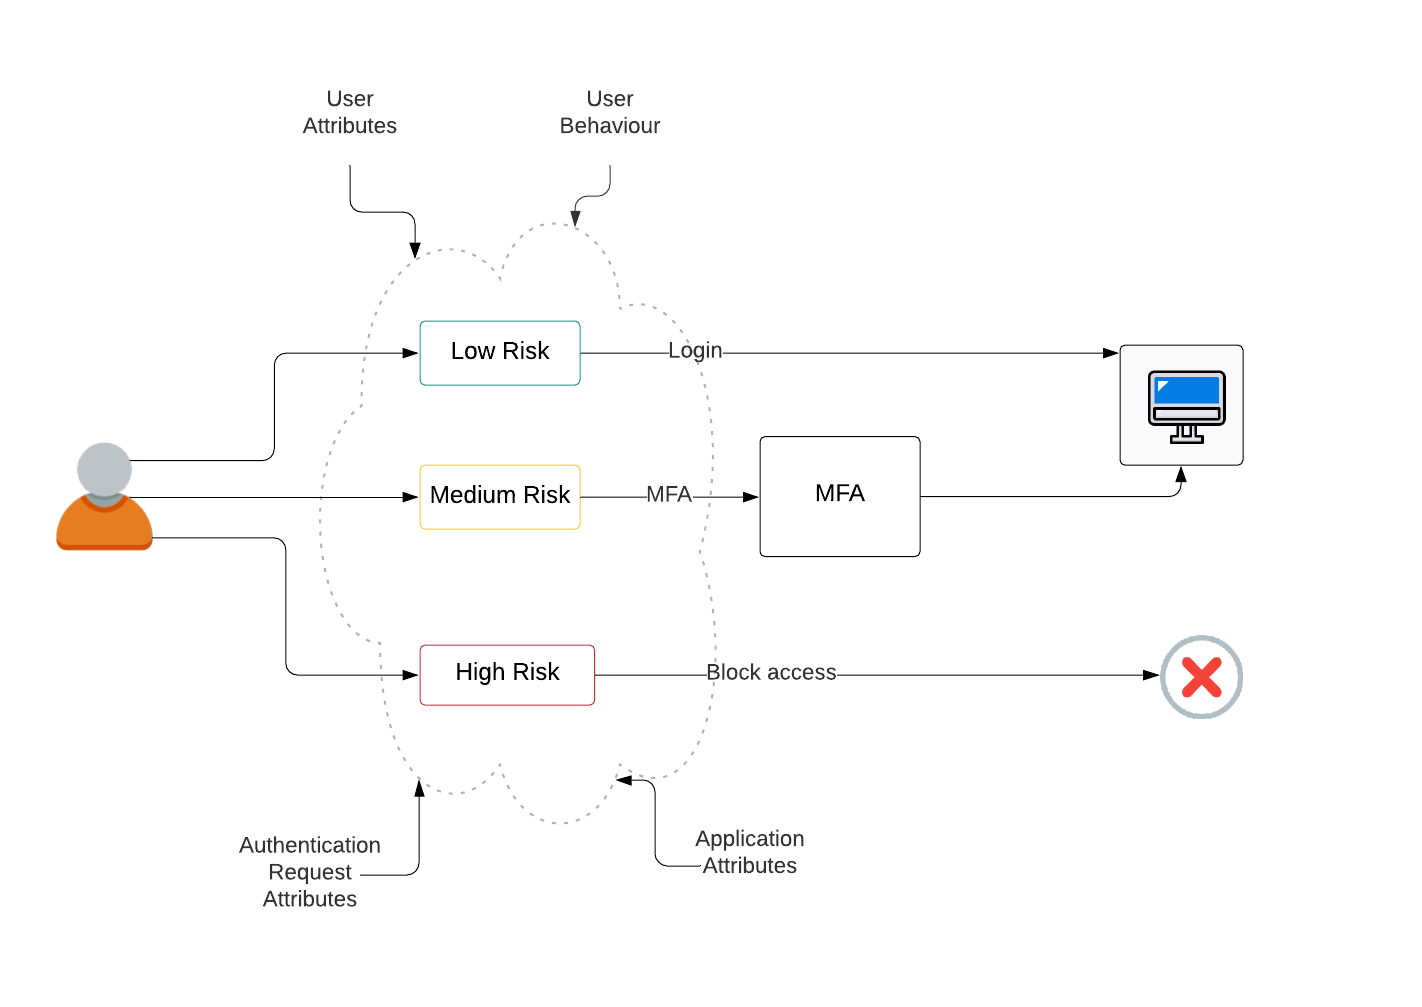 User
Attributes
User
Behaviour
Low Risk
Login
Medium Risk
MFA
MFA
High Risk
Block access
Authentication
Request
Attributes
Application
Attributes